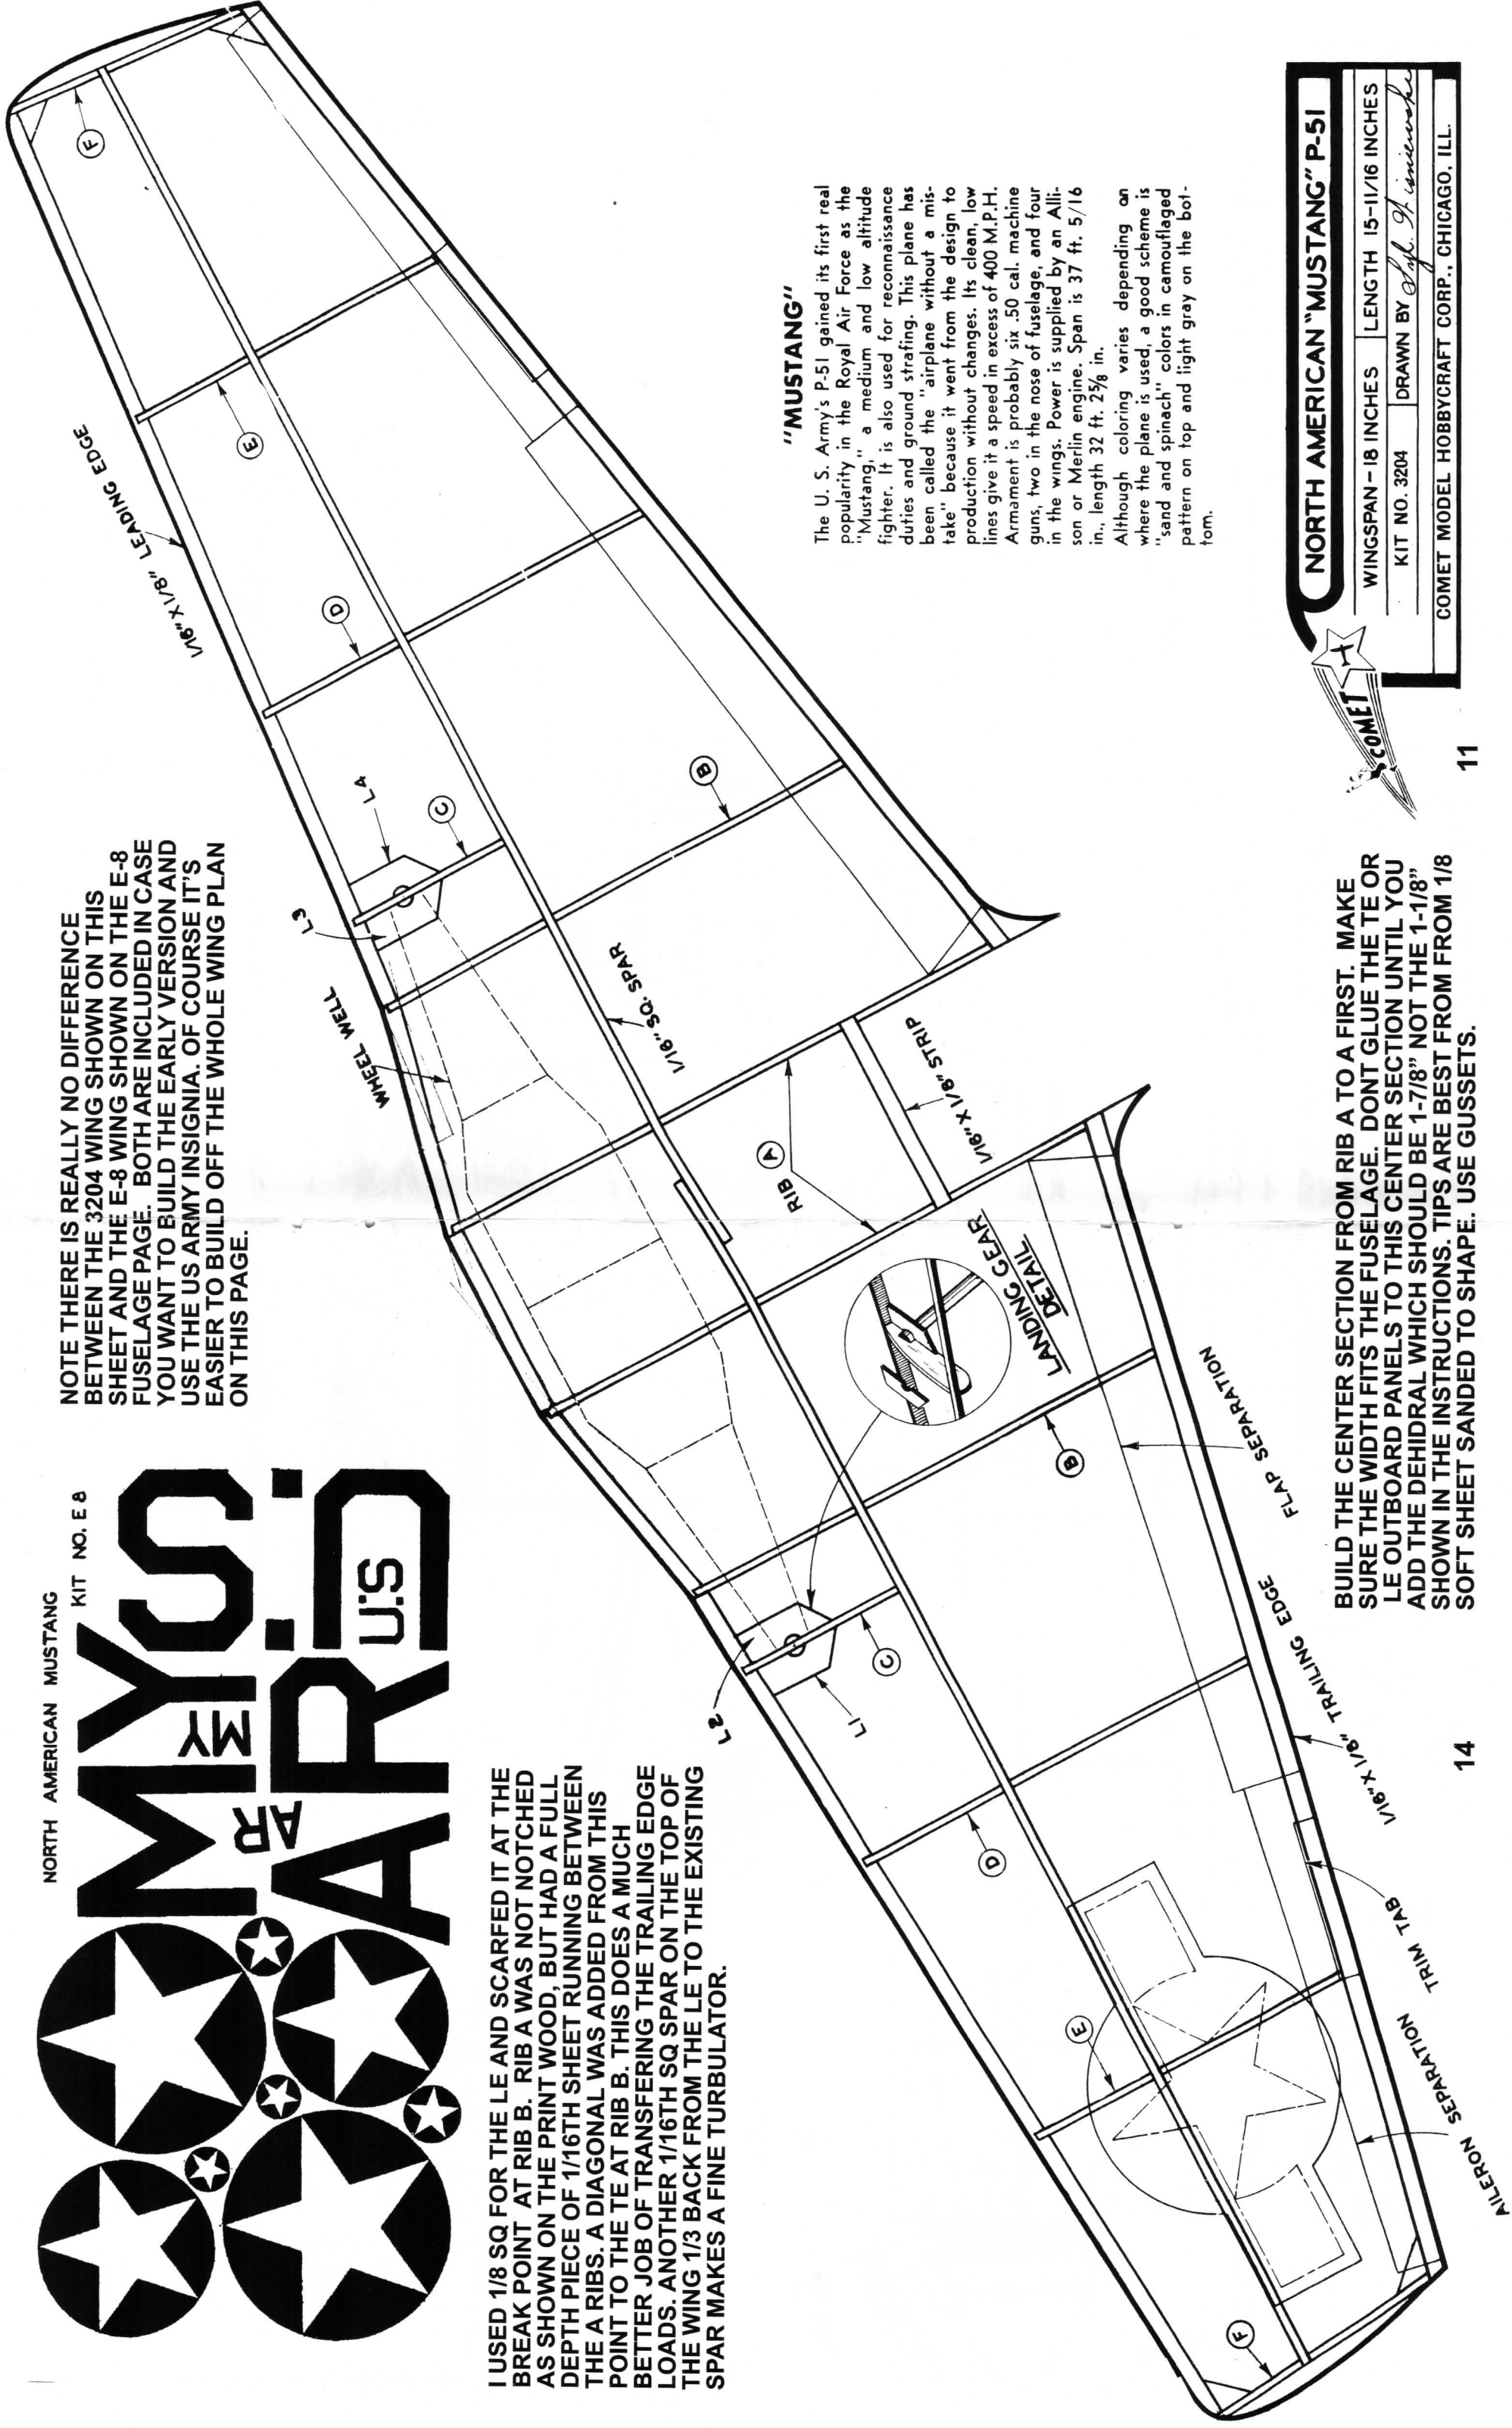 NORTH AMERICAN MUSTANG
KIT NO. E 8
MY S
AR
MY
AR U.S
U.S
NOTE THERE IS REALLY NO DIFFERENCE
BETWEEN THE 3204 WING SHOWN ON THIS
SHEET AND THE E-8 WING SHOWN ON THE E-8
FUSELAGE PAGE. BOTH ARE INCLUDED IN CASE
YOU WANT TO BUILD THE EARLY VERSION AND
USE THE US ARMY INSIGNIA. OF COURSE IT'S
EASIER TO BUILD OFF THE WHOLE WING PLAN
ON THIS PAGE.
I USED 1/8 SQ FOR THE LE AND SCARFED IT AT THE
BREAK POINT AT RIB B. RIB A WAS NOT NOTCHED
AS SHOWN ON THE PRINT WOOD, BUT HAD A FULL
DEPTH PIECE OF 1/16TH SHEET RUNNING BETWEEN
THE A RIBS. A DIAGONAL WAS ADDED FROM THIS
POINT TO THE TE AT RIB B. THIS DOES A MUCH
BETTER JOB OF TRANSFERING THE TRAILING EDGE
LOADS. ANOTHER 1/16TH SQ SPAR ON THE TOP OF
THE WING 1/3 BACK FROM THE LE TO THE EXISTING
SPAR MAKES A FINE TURBULATOR.
1/16" X 1/8" LEADING EDGE
F
E
D
L4
C
L3
B
WHEEL WELL
1/16" SQ. SPAR
RIB A
1/16" X 1/8" STRIP
LANDING GEAR
DETAIL
L2
L1
C
B
FLAP SEPARATION
D
1/16" X 1/8" TRAILING EDGE
E
TRIM TAB
AILERON SEPARATION
F
"MUSTANG"
The U. S. Army's P-51 gained its first real
popularity in the Royal Air Force as the
"Mustang," a medium and low altitude
fighter. It is also used for reconnaissance
duties and ground strafing. This plane has
been called the "airplane without a mis-
take" because it went from the design to
production without changes. Its clean, low
lines give it a speed in excess of 400 M.P.H.
Armament is probably six .50 cal. machine
guns, two in the nose of fuselage, and four
in the wings. Power is supplied by an Alli-
son or Merlin engine. Span is 37 ft. 5/16
in., length 32 ft. 2⅝ in.
Although coloring varies depending on
where the plane is used, a good scheme is
"sand and spinach" colors in camouflaged
pattern on top and light gray on the bot-
tom.
BUILD THE CENTER SECTION FROM RIB A TO A FIRST. MAKE
SURE THE WIDTH FITS THE FUSELAGE. DONT GLUE THE TE OR
LE OUTBOARD PANELS TO THIS CENTER SECTION UNTIL YOU
ADD THE DEHIDRAL WHICH SHOULD BE 1-7/8" NOT THE 1-1/8"
SHOWN IN THE INSTRUCTIONS. TIPS ARE BEST FROM FROM 1/8
SOFT SHEET SANDED TO SHAPE. USE GUSSETS.
14
11
COMET
NORTH AMERICAN "MUSTANG" P-51
WINGSPAN-18 INCHES LENGTH 15-11/16 INCHES
KIT NO. 3204 DRAWN BY Syl. Wisniewski
COMET MODEL HOBBYCRAFT CORP., CHICAGO, ILL.